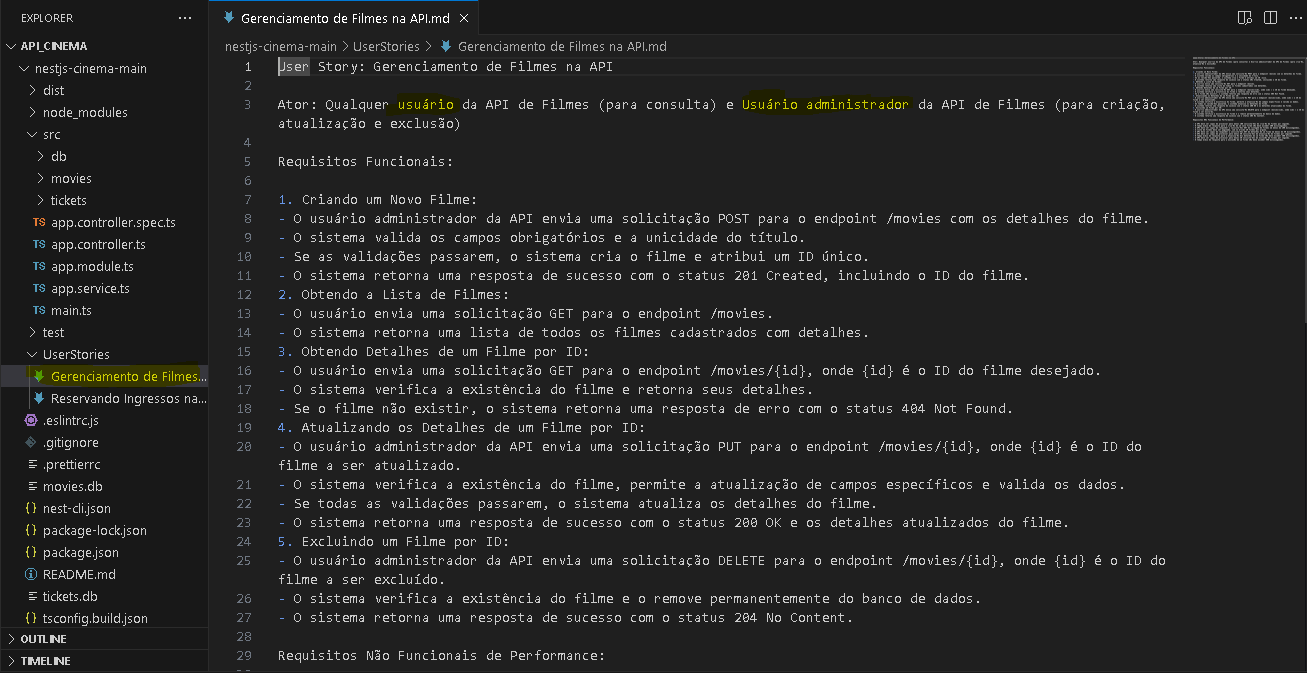 EXPLORER
API_CINEMA
nestjs-cinema-main
dist
node_modules
src
db
movies
tickets
app.controller.spec.ts
app.controller.ts
app.module.ts
app.service.ts
main.ts
test
UserStories
Gerenciamento de Filmes...
Reservando Ingressos na...
.eslintrc.js
.gitignore
.prettierrc
movies.db
nest-cli.json
package-lock.json
package.json
README.md
tickets.db
tsconfig.build.json
OUTLINE
TIMELINE
Gerenciamento de Filmes na API.md
nestjs-cinema-main > UserStories > Gerenciamento de Filmes na API.md
1 User Story: Gerenciamento de Filmes na API
2
3 Ator: Qualquer usuário da API de Filmes (para consulta) e Usuário administrador da API de Filmes (para criação,
atualização e exclusão)
4
5 Requisitos Funcionais:
6
7 1. Criando um Novo Filme:
8 - O usuário administrador da API envia uma solicitação POST para o endpoint /movies com os detalhes do filme.
9 - O sistema valida os campos obrigatórios e a unicidade do título.
10 - Se as validações passarem, o sistema cria o filme e atribui um ID único.
11 - O sistema retorna uma resposta de sucesso com o status 201 Created, incluindo o ID do filme.
12 2. Obtendo a Lista de Filmes:
13 - O usuário envia uma solicitação GET para o endpoint /movies.
14 - O sistema retorna uma lista de todos os filmes cadastrados com detalhes.
15 3. Obtendo Detalhes de um Filme por ID:
16 - O usuário envia uma solicitação GET para o endpoint /movies/{id}, onde {id} é o ID do filme desejado.
17 - O sistema verifica a existência do filme e retorna seus detalhes.
18 - Se o filme não existir, o sistema retorna uma resposta de erro com o status 404 Not Found.
19 4. Atualizando os Detalhes de um Filme por ID:
20 - O usuário administrador da API envia uma solicitação PUT para o endpoint /movies/{id}, onde {id} é o ID do
filme a ser atualizado.
21 - O sistema verifica a existência do filme, permite a atualização de campos específicos e valida os dados.
22 - Se todas as validações passarem, o sistema atualiza os detalhes do filme.
23 - O sistema retorna uma resposta de sucesso com o status 200 OK e os detalhes atualizados do filme.
24 5. Excluindo um Filme por ID:
25 - O usuário administrador da API envia uma solicitação DELETE para o endpoint /movies/{id}, onde {id} é o ID do
filme a ser excluído.
26 - O sistema verifica a existência do filme e o remove permanentemente do banco de dados.
27 - O sistema retorna uma resposta de sucesso com o status 204 No Content.
28
29 Requisitos Não Funcionais de Performance: